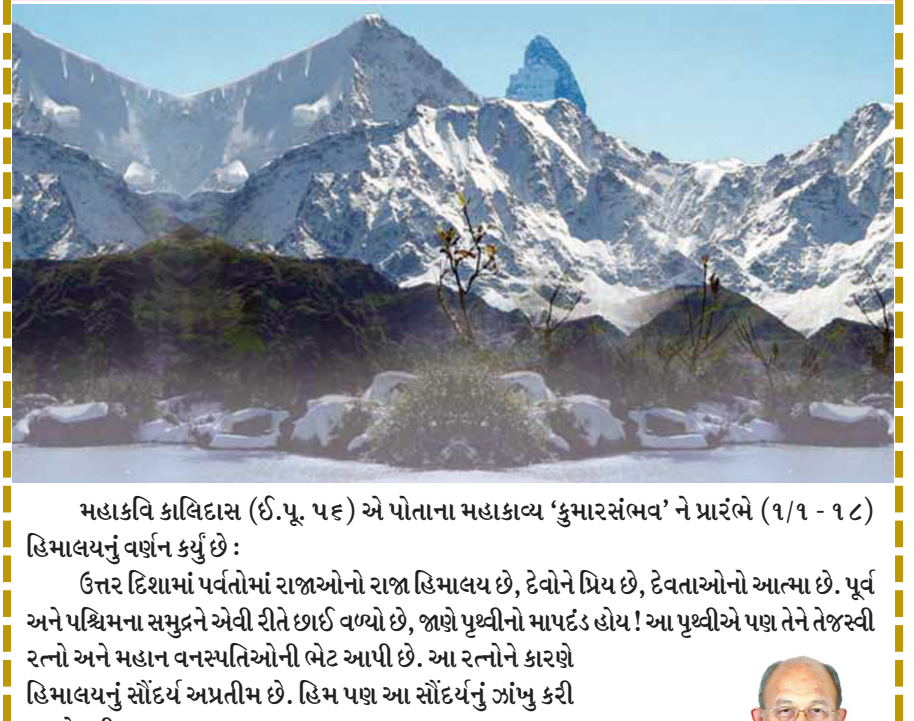 મહાકવિ કાલિદાસ (ઈ.પૂ. ૫૬) એ પોતાના મહાકાવ્ય ‘કુમારસંભવ’ ને પ્રારંભે (૧/૧ - ૧૮)
હિમાલયનું વર્ણન કર્યું છે :
ઉત્તર દિશામાં પર્વતોમાં રાજાઓનો રાજા હિમાલય છે, દેવોને પ્રિય છે, દેવતાઓનો આત્મા છે. પૂર્વ
અને પશ્ચિમના સમુદ્રને એવી રીતે છાઈ વળ્યો છે, જાણે પૃથ્વીનો માપદંડ હોય ! આ પૃથ્વીએ પણ તેને તેજસ્વી
રત્નો અને મહાન વનસ્પતિઓની ભેટ આપી છે. આ રત્નોને કારણે
હિમાલયનું સૌંદર્ય અપ્રતીમ છે. હિમ પણ આ સૌંદર્યનું ઝાંખુ કરી